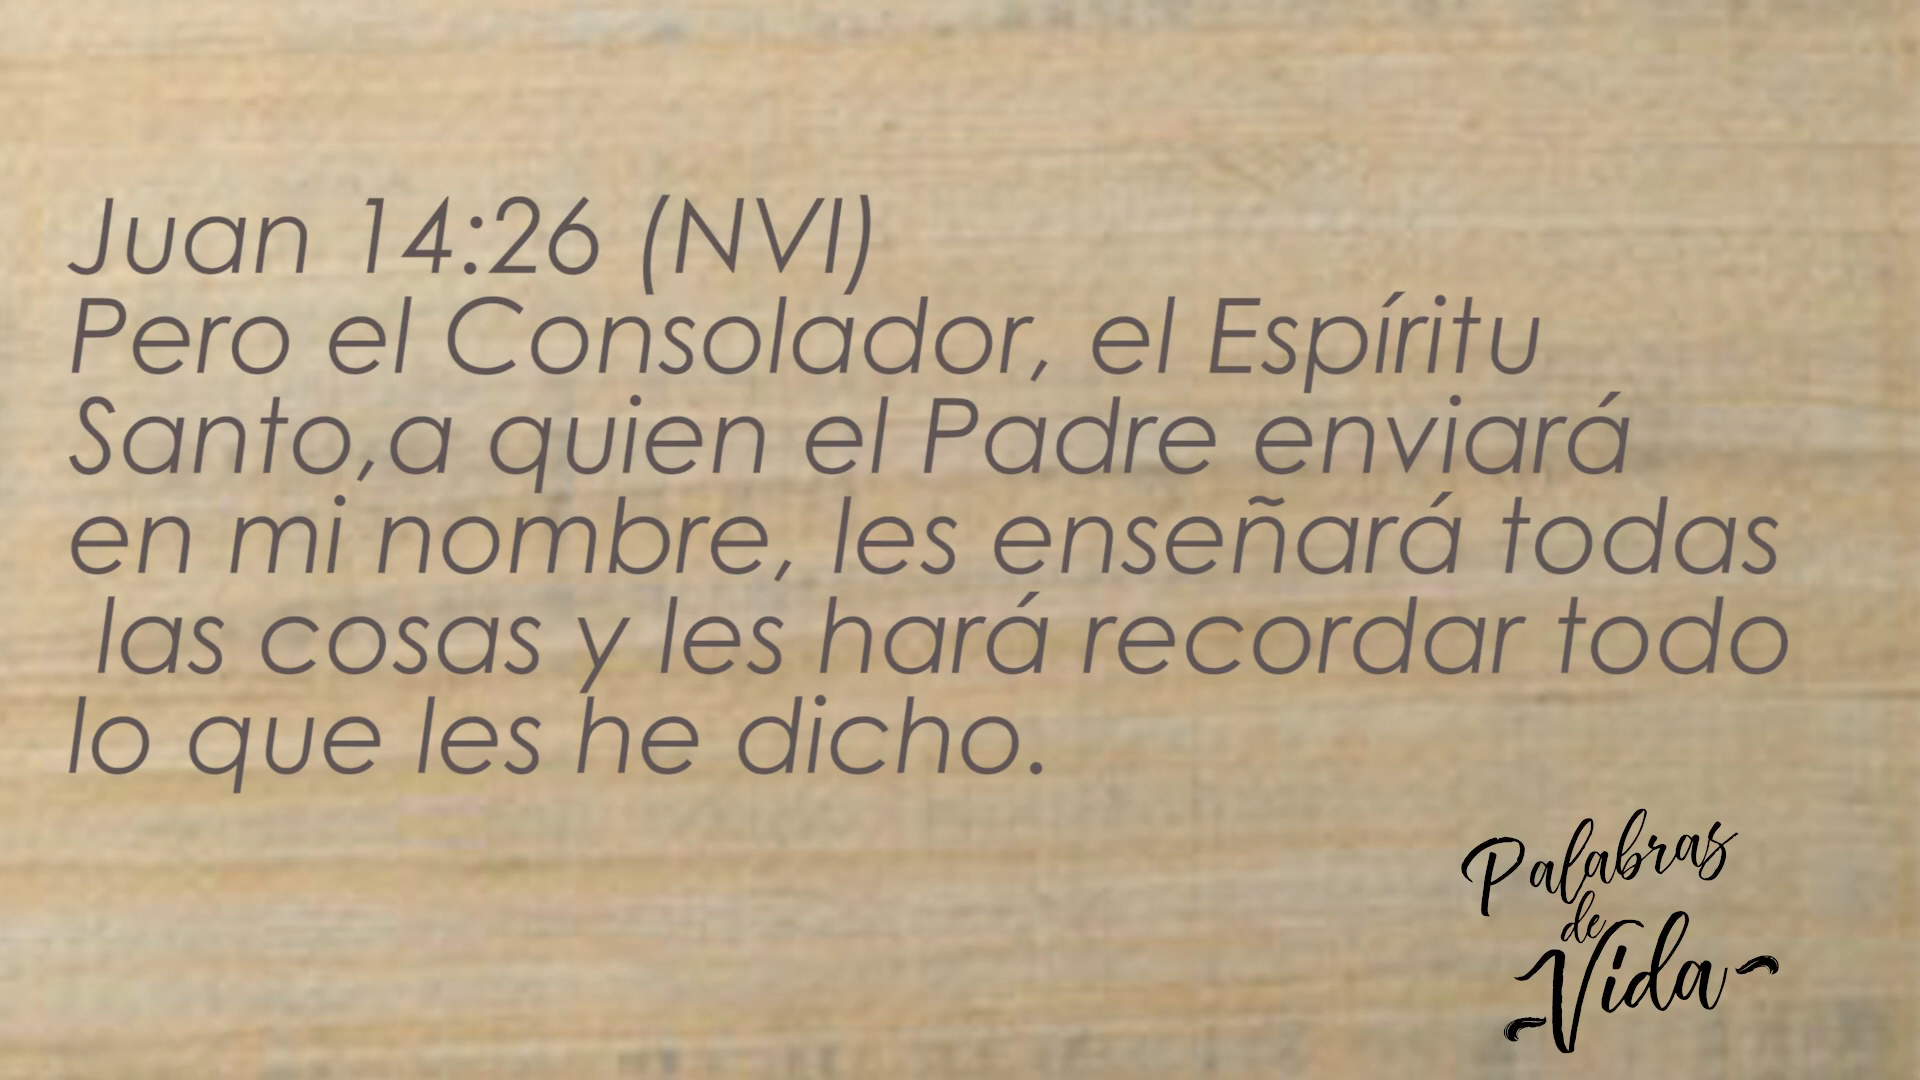 Juan 14:26 (NVI)
Pero el Consolador, el Espíritu
Santo,a quien el Padre enviará
en mi nombre, les enseñará todas
las cosas y les hará recordar todo
lo que les he dicho.
Palabras
de
Vida